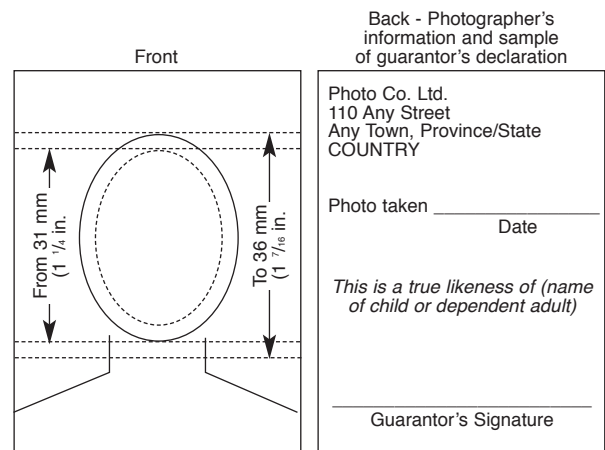 Front
From 31 mm
(1 1/4 in.
To 36 mm
(1 7/16 in.
Back - Photographer's
information and sample
of guarantor's declaration
Photo Co. Ltd.
110 Any Street
Any Town, Province/State
COUNTRY
Photo taken
Date
This is a true likeness of (name
of child or dependent adult)
Guarantor's Signature